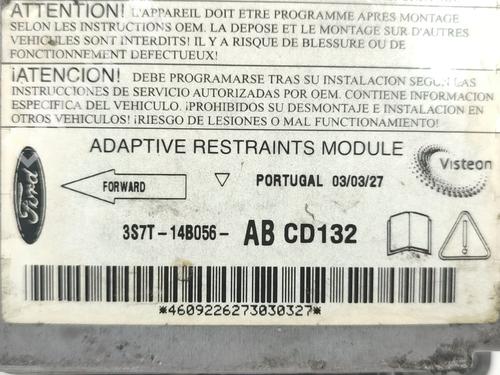 ATTENTION! L'APPAREIL DOIT ETRE PROGRAMME APRES MONTAGE
SELON LES INSTRUCTIONS OEM. LA DEPOSE ET LE MONTAGE SUR D'AUTRES
VEHICULES SONT INTERDITS! IL Y A RISQUE DE BLESSURE OU DE
FONCTIONNEMENT DEFECTUEUX!
¡ATENCION! DEBE PROGRAMARSE TRAS SU INSTALACION SEGUN LAS
INSTRUCCIONES DE SERVICIO AUTORIZADAS POR OEM. CONTIENE INFORMACION
ESPECIFICA DEL VEHICULO. ¡PROHIBIDOS SU DESMONTAJE E INSTALACION EN
OTROS VEHICULOS! ¡RIESGO DE LESIONES O MAL FUNCIONAMIENTO!
ADAPTIVE RESTRAINTS MODULE
Visteon
Ford
FORWARD
PORTUGAL 03/03/27
3S7T-14B056- AB CD132
*4609226273030327*